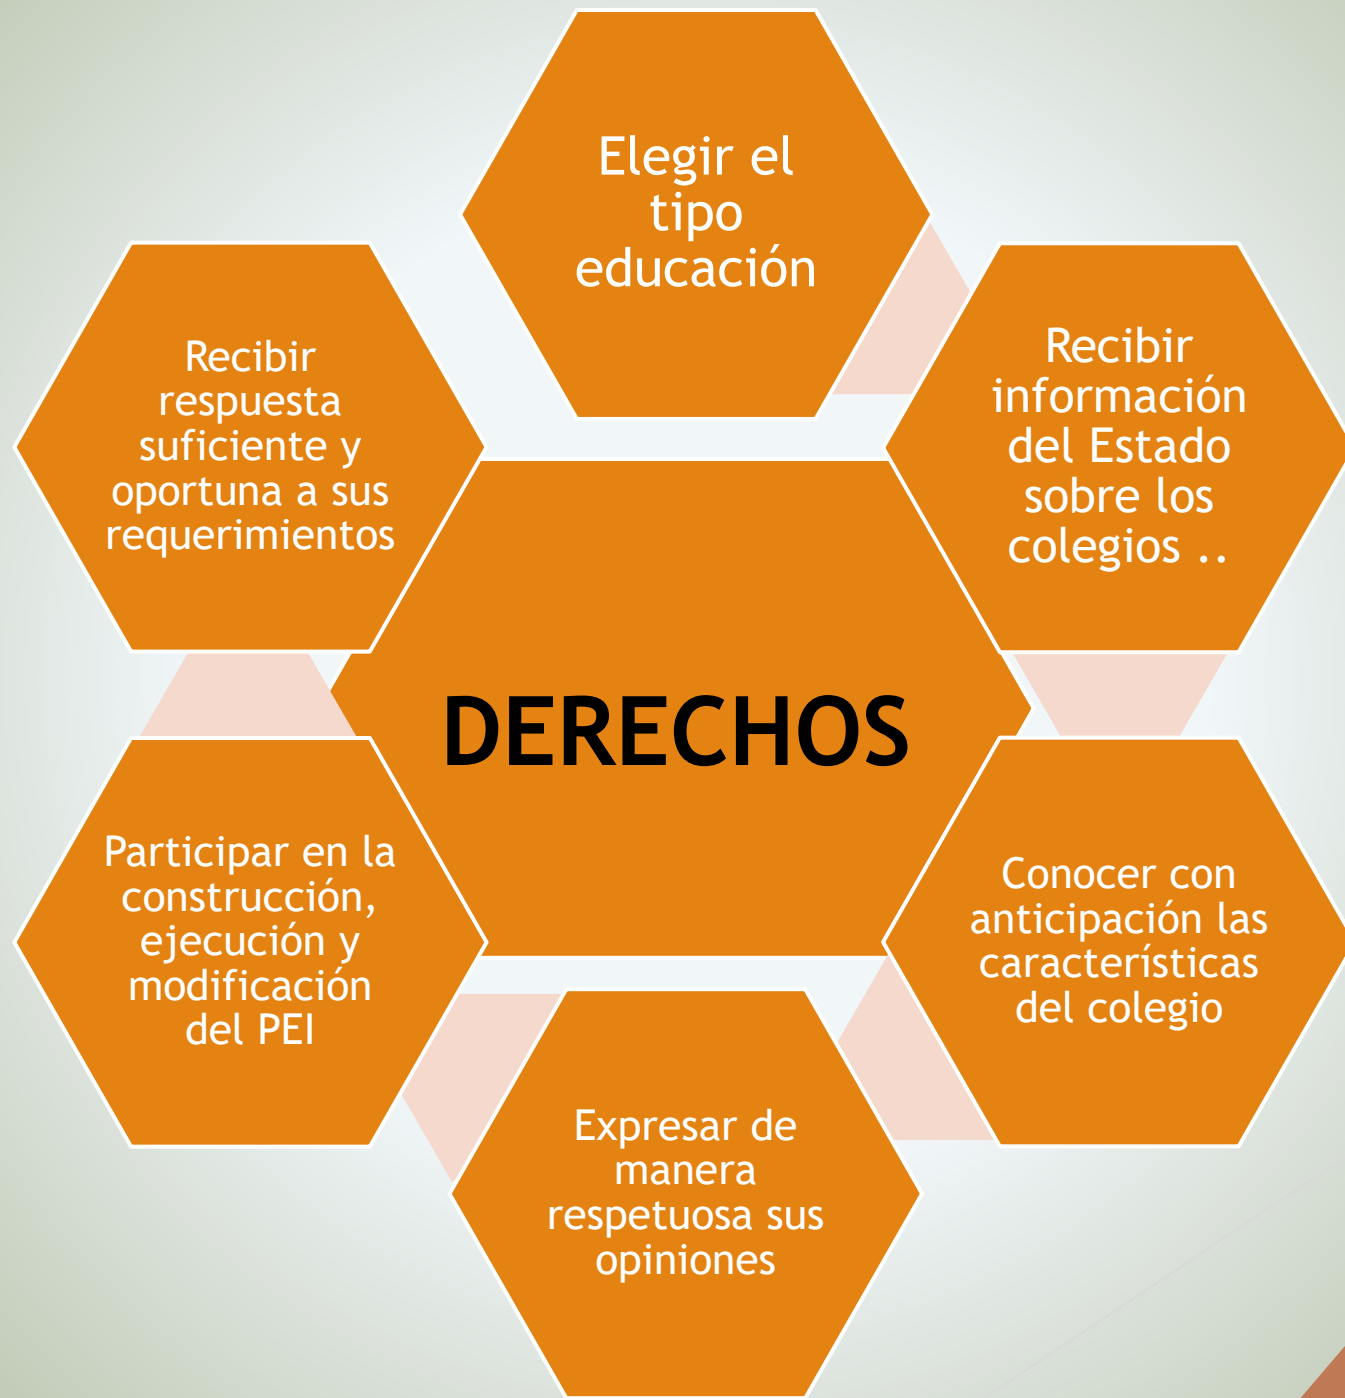 Elegir el
tipo
educación
Recibir
información
del Estado
sobre los
colegios ..
Conocer con
anticipación las
características
del colegio
Expresar de
manera
respetuosa sus
opiniones
Participar en la
construcción,
ejecución y
modificación
del PEI
Recibir
respuesta
suficiente y
oportuna a sus
requerimientos
DERECHOS